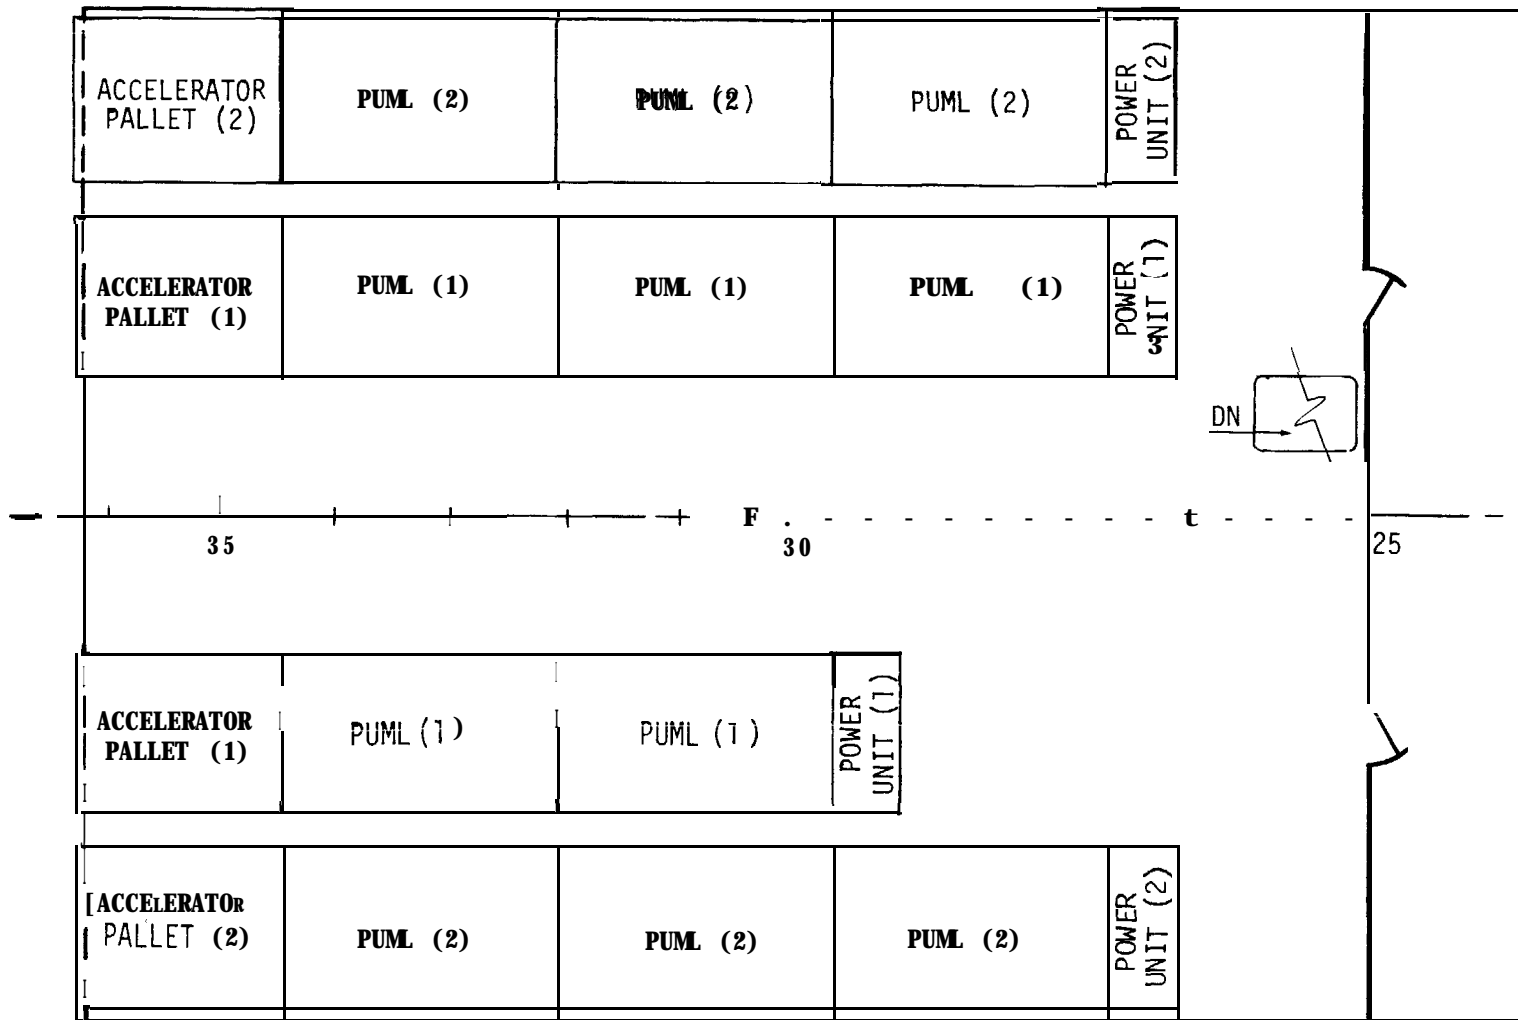 ACCELERATOR
PALLET (2)
PUML (2)
PUML (2)
PUML (2)
POWER
UNIT (2)
ACCELERATOR
PALLET (1)
PUML (1)
PUML (1)
PUML (1)
POWER
UNIT (1)
DN
35
30
25
ACCELERATOR
PALLET (1)
PUML (1)
PUML (1)
POWER
UNIT (1)
ACCELERATOR
PALLET (2)
PUML (2)
PUML (2)
PUML (2)
POWER
UNIT (2)